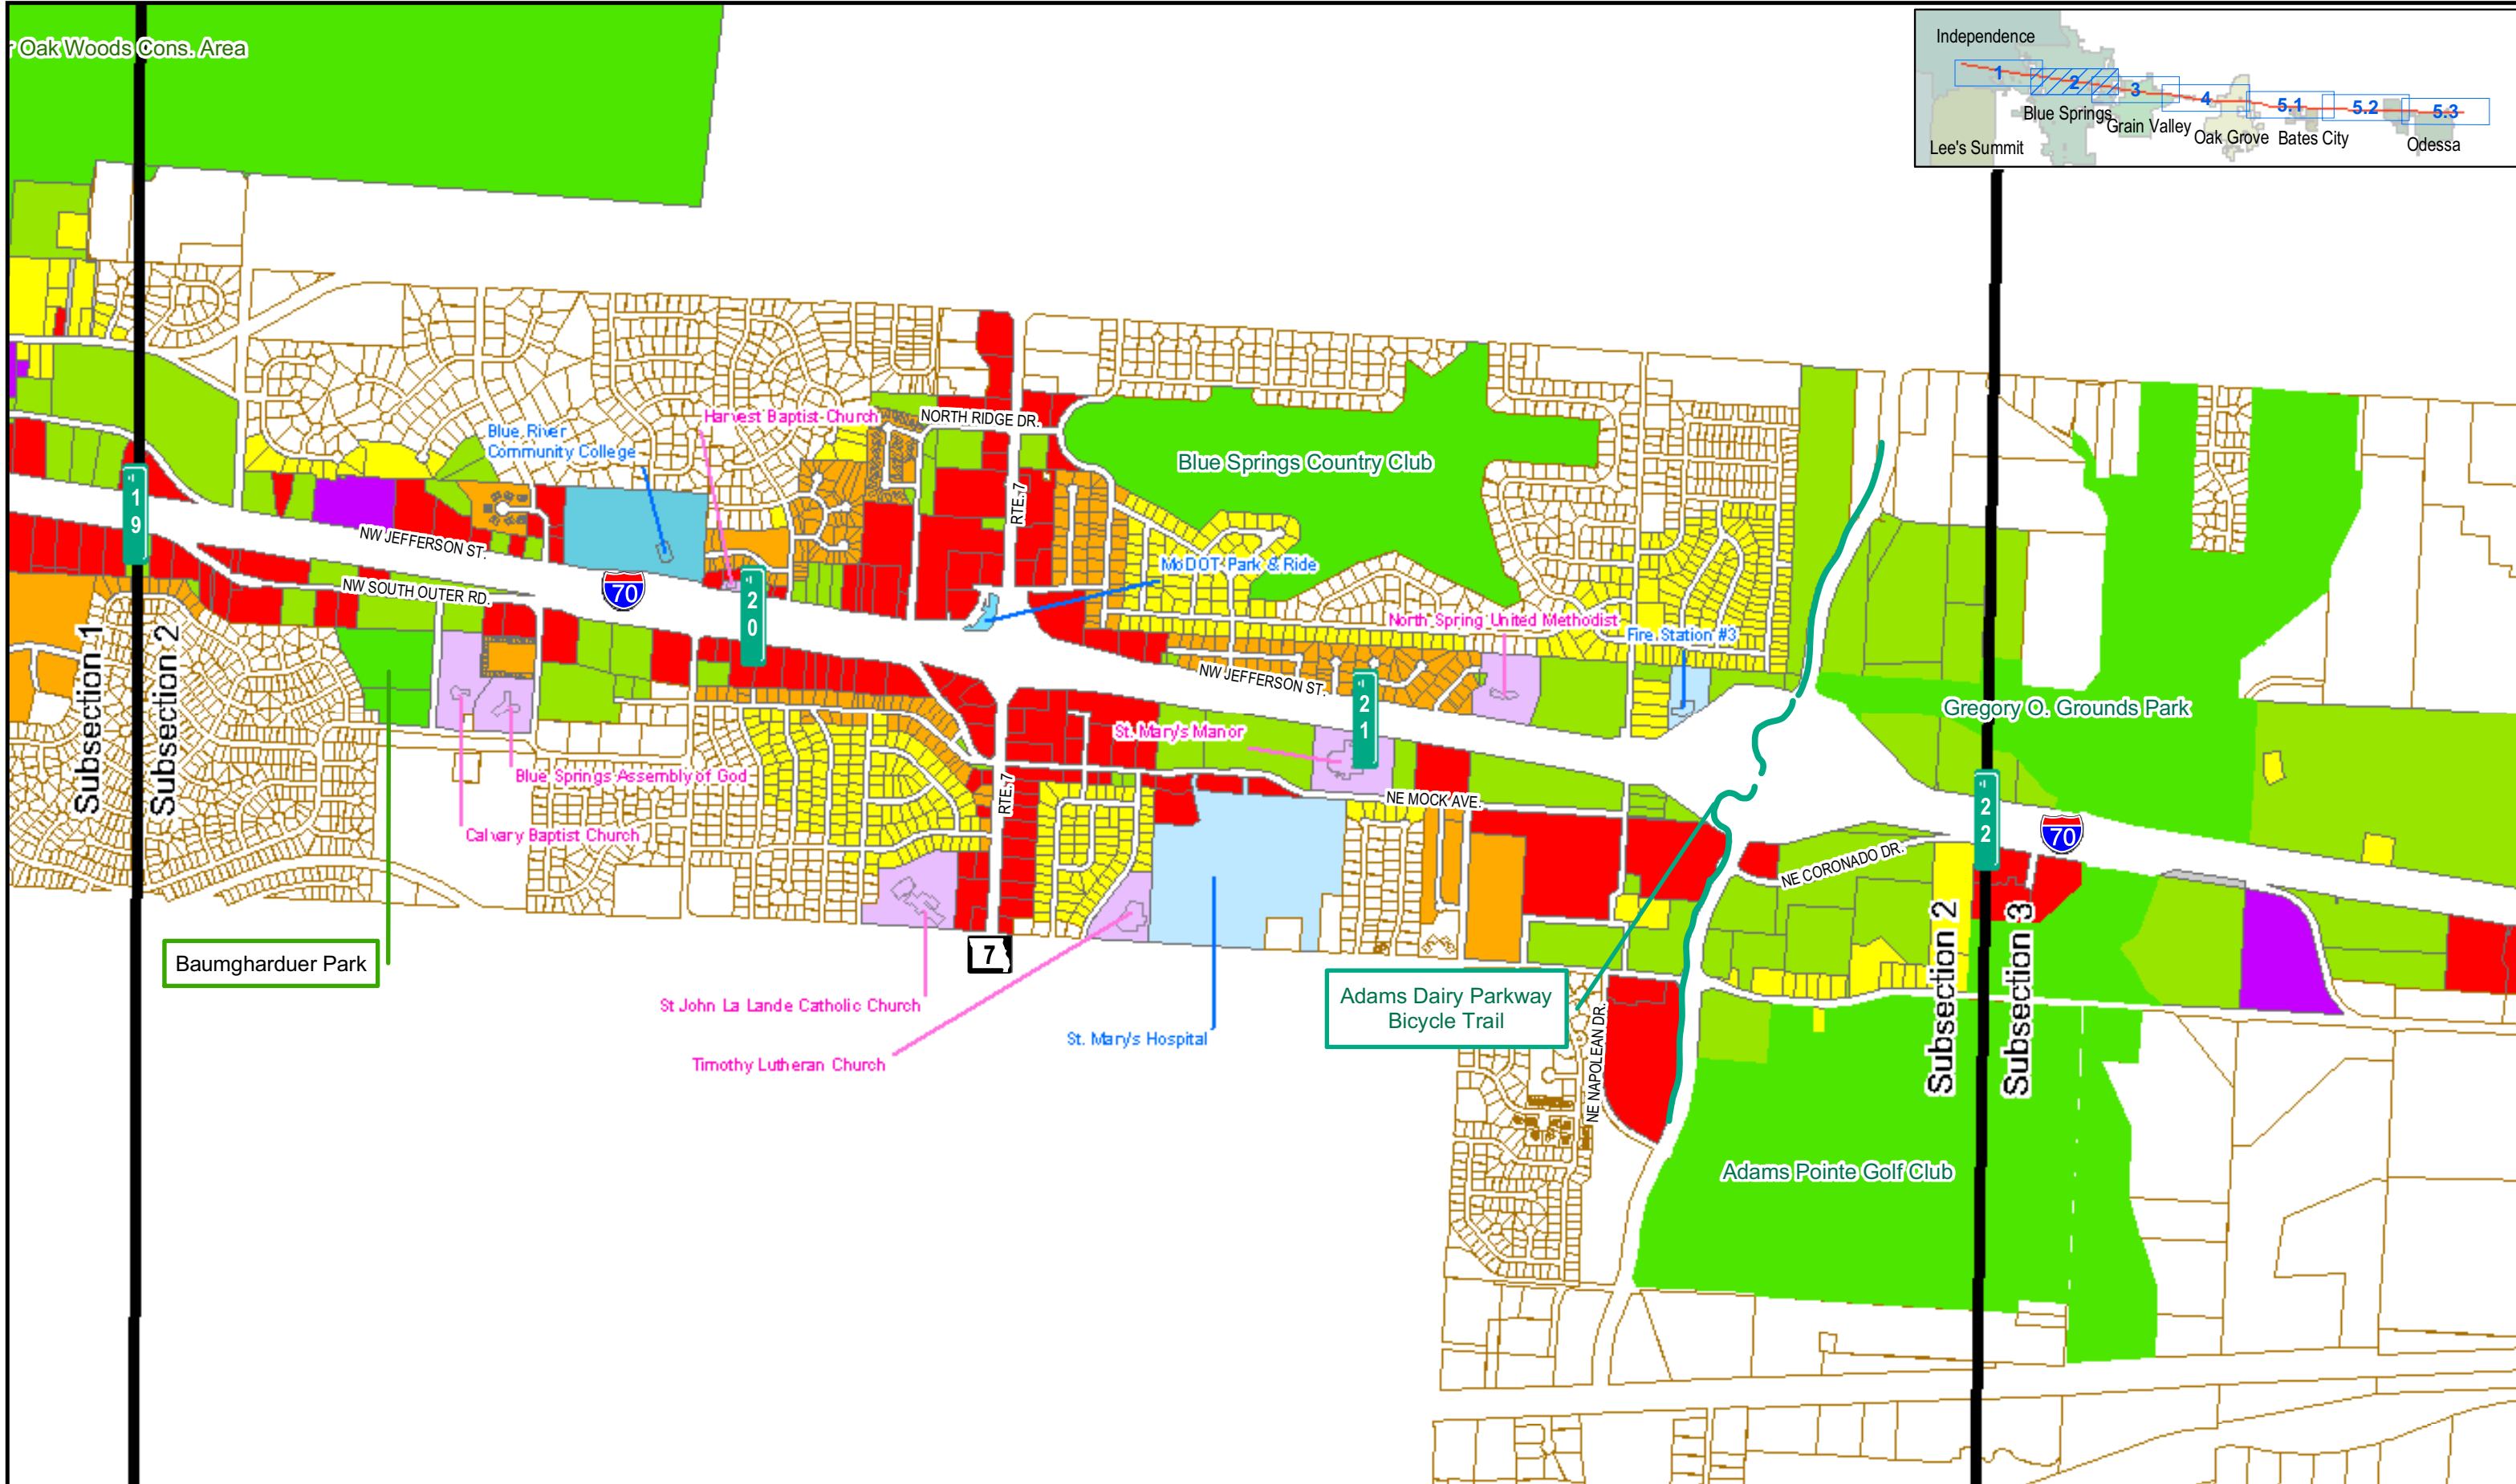 r Oak Woods Cons. Area
Independence
1
2
3
4
5.1
5.2
5.3
Blue Springs
Grain Valley
Oak Grove
Bates City
Lee's Summit
Odessa
Harvest Baptist Church
NORTH RIDGE DR.
Blue River
Community College
Blue Springs Country Club
RTE. 7
19
NW JEFFERSON ST.
MoDOT Park & Ride
NW SOUTH OUTER RD.
70
20
North Spring United Methodist
Fire Station #3
Subsection 1
Subsection 2
NW JEFFERSON ST.
21
Gregory O. Grounds Park
St. Mary's Manor
Blue Springs Assembly of God
RTE. 7
NE MOCK AVE.
22
70
Calvary Baptist Church
NE CORONADO DR.
Baumgharduer Park
7
Subsection 2
Subsection 3
St John La Lande Catholic Church
Adams Dairy Parkway
Bicycle Trail
St. Mary's Hospital
Timothy Lutheran Church
NE NAPOLEAN DR.
Adams Pointe Golf Club